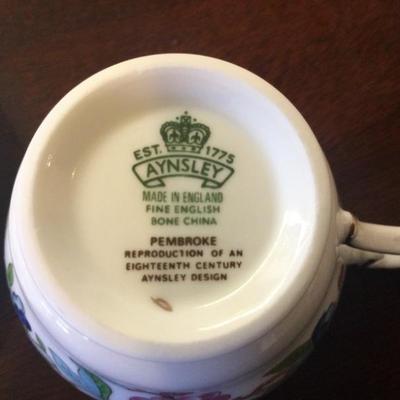 EST. 1775
AYNSLEY
MADE IN ENGLAND
FINE ENGLISH
BONE CHINA
PEMBROKE
REPRODUCTION OF AN
EIGHTEENTH CENTURY
AYNSLEY DESIGN